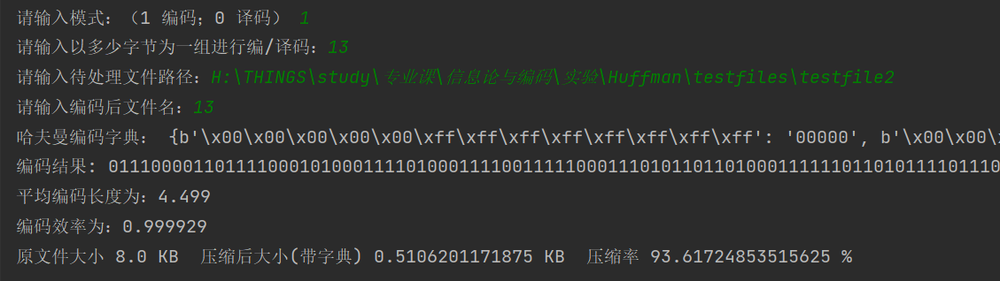 请输入模式：（1 编码；0 译码） 1
请输入以多少字节为一组进行编/译码：13
请输入待处理文件路径：H:\THINGS\study\专业课\信息论与编码\实验\Huffman\testfiles\testfile2
请输入编码后文件名：13
哈夫曼编码字典： {b'\x00\x00\x00\x00\x00\xff\xff\xff\xff\xff\xff\xff\xff': '00000', b'\x00\x00\x
编码结果：
平均编码长度为：4.499
编码效率为：0.999929
原文件大小 8.0 KB 压缩后大小(带字典) 0.5106201171875 KB 压缩率 93.61724853515625 %